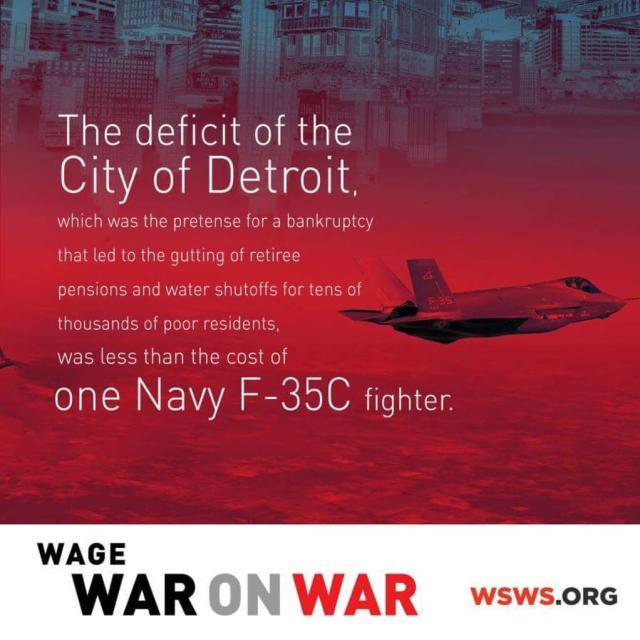 The deficit of the
City of Detroit,
which was the pretense for a bankruptcy
that led to the gutting of retiree
pensions and water shutoffs for tens of
thousands of poor residents,
was less than the cost of
one Navy F-35C fighter.
F-35
WAGE
WAR ON WAR
WSWS.ORG